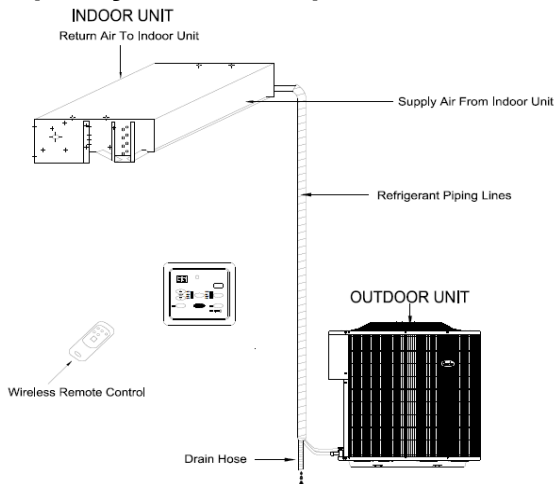 INDOOR UNIT
Return Air To Indoor Unit
Supply Air From Indoor Unit
Refrigerant Piping Lines
OUTDOOR UNIT
Wireless Remote Control
Drain Hose